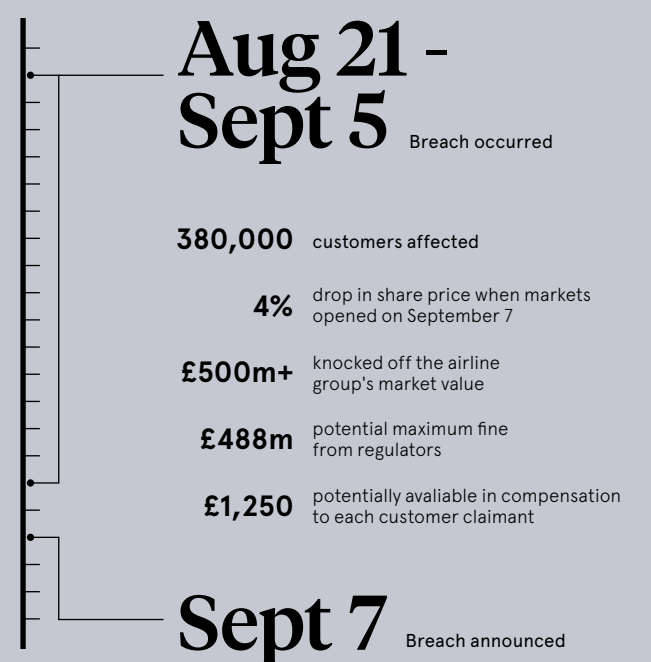 Aug 21 -
Sept 5 Breach occurred
380,000 customers affected
4% drop in share price when markets
opened on September 7
£500m+ knocked off the airline
group's market value
£488m potential maximum fine
from regulators
£1,250 potentially avaliable in compensation
to each customer claimant
Sept 7 Breach announced